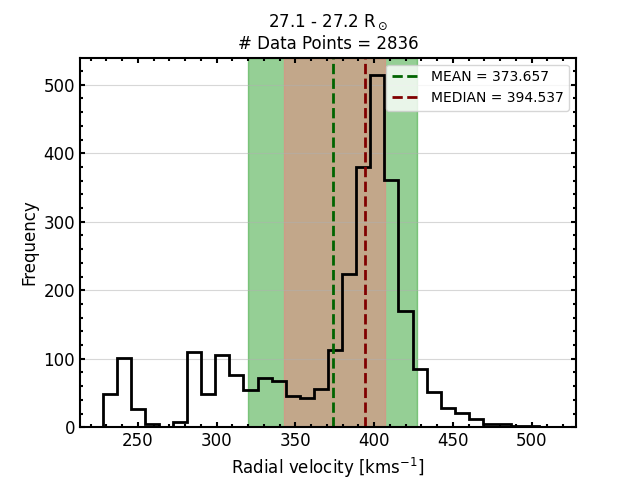 27.1 - 27.2 R⊙
# Data Points = 2836
MEAN = 373.657
MEDIAN = 394.537
Frequency
500
400
300
200
100
0
250 300 350 400 450 500
Radial velocity [kms⁻¹]